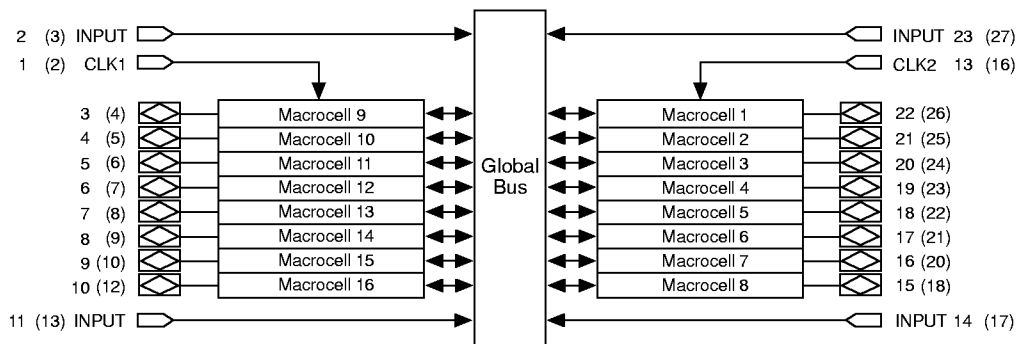 2 (3) INPUT
INPUT 23 (27)
1 (2) CLK1
CLK2 13 (16)
3 (4) Macrocell 9 Macrocell 1 22 (26)
4 (5) Macrocell 10 Macrocell 2 21 (25)
5 (6) Macrocell 11 Macrocell 3 20 (24)
6 (7) Macrocell 12 Macrocell 4 19 (23)
7 (8) Macrocell 13 Macrocell 5 18 (22)
8 (9) Macrocell 14 Macrocell 6 17 (21)
9 (10) Macrocell 15 Macrocell 7 16 (20)
10 (12) Macrocell 16 Macrocell 8 15 (18)
Global
Bus
11 (13) INPUT
INPUT 14 (17)